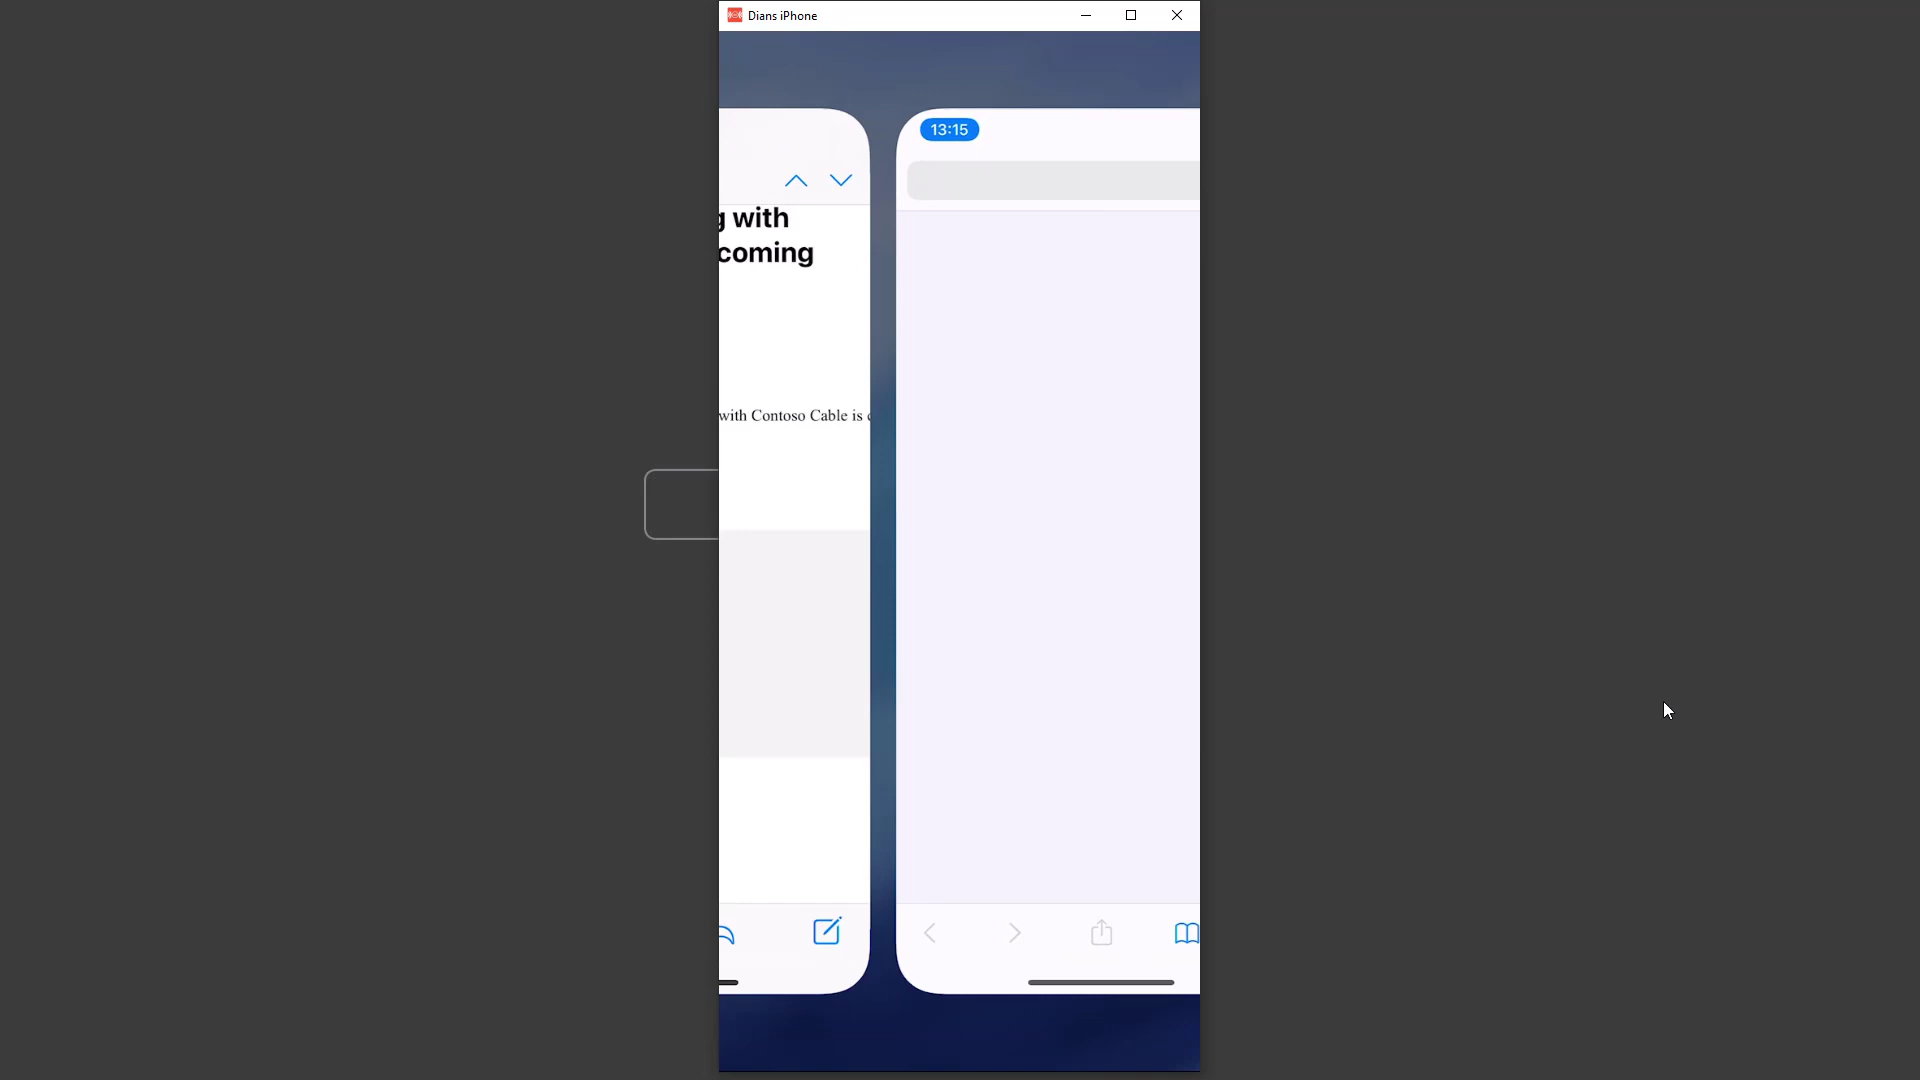 Dians iPhone
13:15
with
coming
with Contoso Cable is